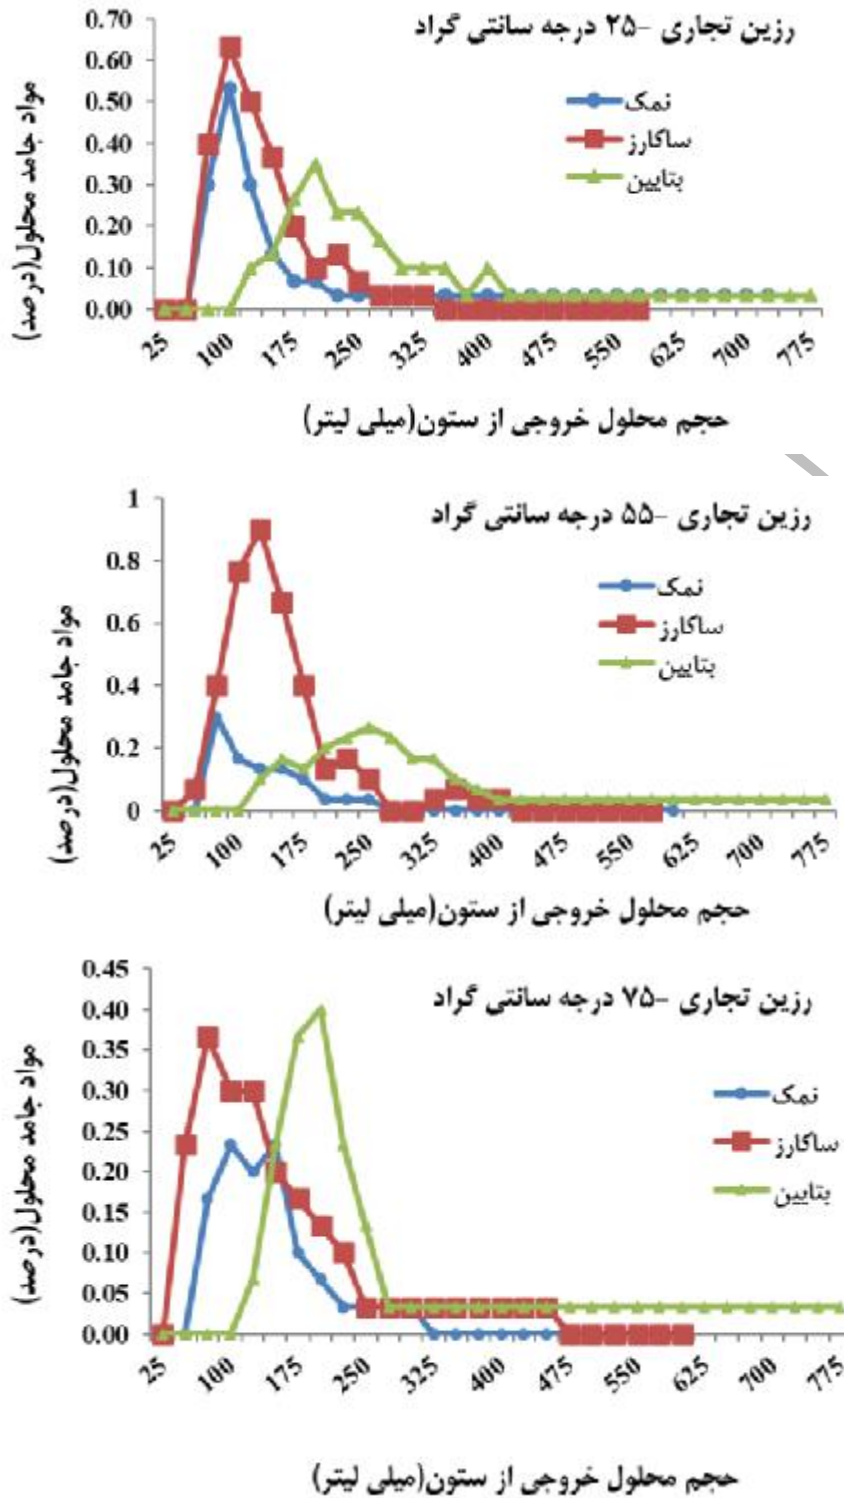 رزین تجاری -۲۵ درجه سانتی گراد
مواد جامد محلول(درصد)
0.70
0.60
0.50
0.40
0.30
0.20
0.10
0.00
نمک
ساکارز
بتایین
25 100 175 250 325 400 475 550 625 700 775
حجم محلول خروجی از ستون(میلی لیتر)
رزین تجاری -۵۵ درجه سانتی گراد
مواد جامد محلول(درصد)
1
0.8
0.6
0.4
0.2
0
نمک
ساکارز
بتایین
25 100 175 250 325 400 475 550 625 700 775
حجم محلول خروجی از ستون(میلی لیتر)
رزین تجاری -۷۵ درجه سانتی گراد
مواد جامد محلول(درصد)
0.45
0.40
0.35
0.30
0.25
0.20
0.15
0.10
0.05
0.00
نمک
ساکارز
بتایین
25 100 175 250 325 400 475 550 625 700 775
حجم محلول خروجی از ستون(میلی لیتر)